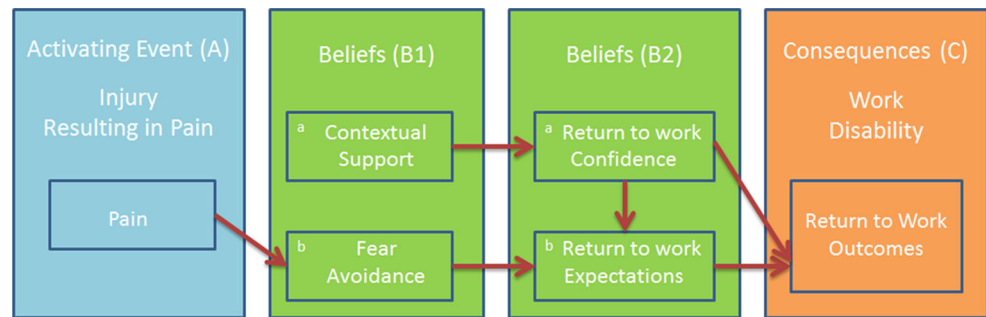 Activating Event (A)
Injury
Resulting in Pain
Pain
Beliefs (B1)
a Contextual
Support
b Fear
Avoidance
Beliefs (B2)
a Return to work
Confidence
b Return to work
Expectations
Consequences (C)
Work
Disability
Return to Work
Outcomes